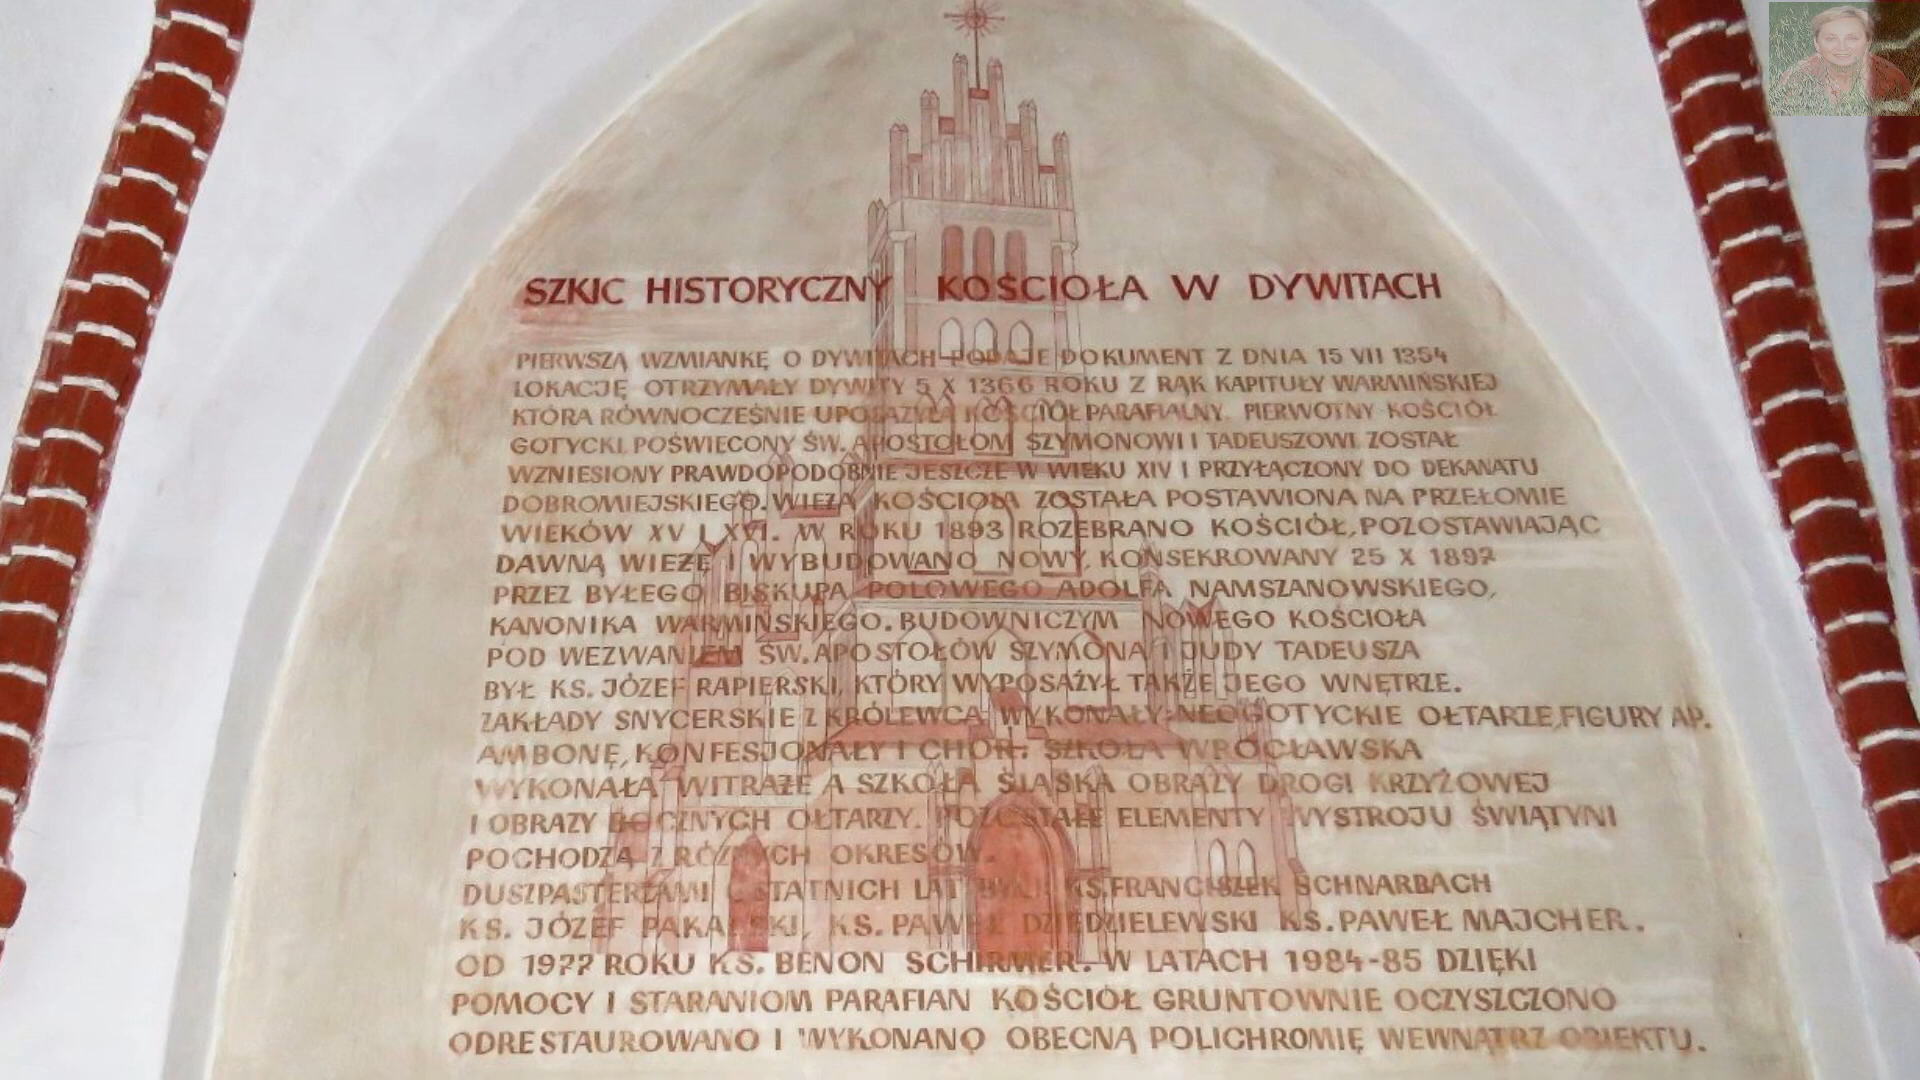 SZKIC HISTORYCZNY KOŚCIOŁA W DYWITACH
PIERWSZĄ WZMIANKĘ O DYWITACH PODAJE DOKUMENT Z DNIA 15 VII 1354
LOKACJĘ OTRZYMAŁY DYWITY 5 X 1366 ROKU Z RĄK KAPITUŁY WARMIŃSKIEJ
KTÓRA RÓWNOCZEŚNIE UPOSAŻYŁA KOŚCIÓŁ PARAFIALNY. PIERWOTNY KOŚCIÓŁ
GOTYCKI POŚWIĘCONY ŚW. APOSTOŁOM SZYMONOWI I TADEUSZOWI ZOSTAŁ
WZNIESIONY PRAWDOPODOBNIE JESZCZE W WIEKU XIV I PRZYŁĄCZONY DO DEKANATU
DOBROMIEJSKIEGO. WIEŻA KOŚCIOŁA ZOSTAŁA POSTAWIONA NA PRZEŁOMIE
WIEKÓW XV I XVI. W ROKU 1893 ROZEBRANO KOŚCIÓŁ, POZOSTAWIAJĄC
DAWNĄ WIEŻĘ I WYBUDOWANO NOWY, KONSEKROWANY 25 X 1897
PRZEZ BYŁEGO BISKUPA POLOWEGO ADOLFA NAMSZANOWSKIEGO,
KANONIKA WARMIŃSKIEGO. BUDOWNICZYM NOWEGO KOŚCIOŁA
POD WEZWANIEM ŚW. APOSTOŁÓW SZYMONA I JUDY TADEUSZA
BYŁ KS. JÓZEF RAPIERSKI, KTÓRY WYPOSAŻYŁ TAKŻE JEGO WNĘTRZE.
ZAKŁADY SNYCERSKIE Z KRÓLEWCA WYKONAŁY NEOGOTYCKIE OŁTARZE, FIGURY AP.
AMBONĘ, KONFESJONAŁY I CHÓR. SZKOŁA WROCŁAWSKA
WYKONAŁA WITRAŻE A SZKOŁA ŚLĄSKA OBRAZY DROGI KRZYŻOWEJ
I OBRAZY BOCZNYCH OŁTARZY. POZOSTAŁE ELEMENTY WYSTROJU ŚWIĄTYNI
POCHODZĄ Z RÓŻNYCH OKRESÓW.
DUSZPASTERZAMI OSTATNICH LAT BYLI: KS. FRANCISZEK SCHNARBACH
KS. JÓZEF PAKALSKI, KS. PAWEŁ DZIĘDZIELEWSKI KS. PAWEŁ MAJCHER.
OD 1977 ROKU KS. BENON SCHIRMER. W LATACH 1984-85 DZIĘKI
POMOCY I STARANIOM PARAFIAN KOŚCIÓŁ GRUNTOWNIE OCZYSZCZONO
ODRESTAUROWANO I WYKONANO OBECNĄ POLICHROMIĘ WEWNĄTRZ OBIEKTU.